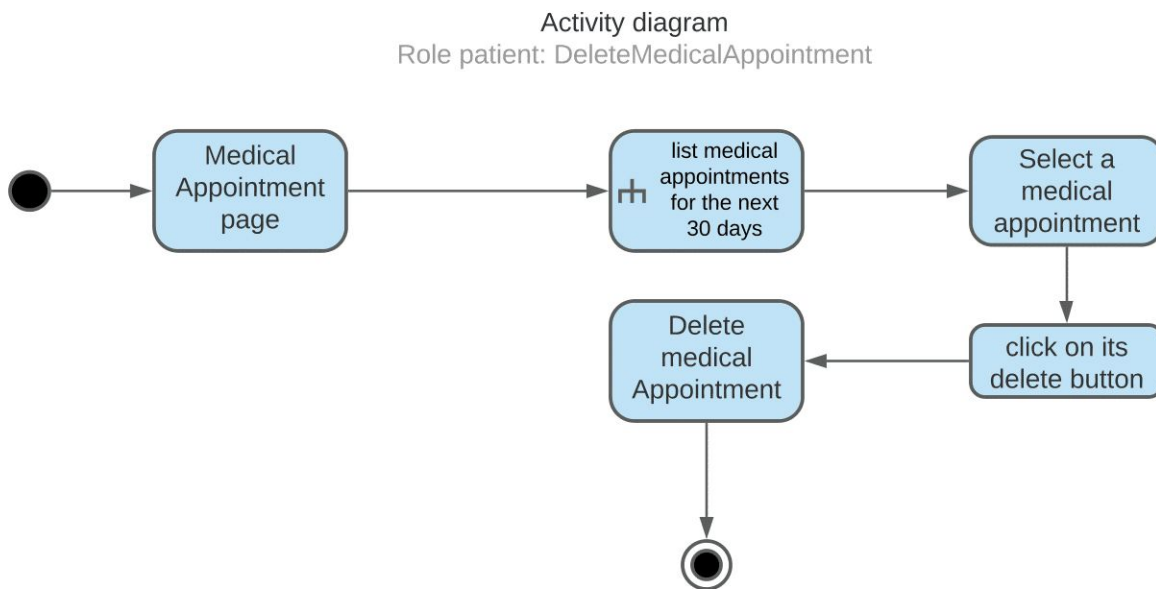 Activity diagram
Role patient: DeleteMedicalAppointment
Medical
Appointment
page
list medical
appointments
for the next
30 days
Select a
medical
appointment
click on its
delete button
Delete
medical
Appointment